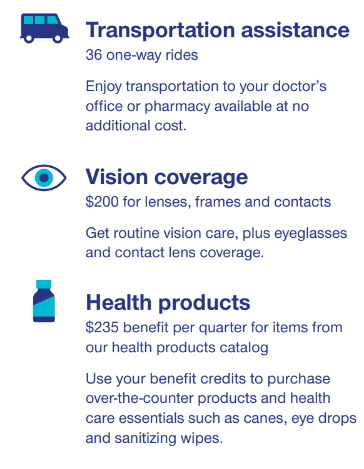 Transportation assistance
36 one-way rides
Enjoy transportation to your doctor's
office or pharmacy available at no
additional cost.
Vision coverage
$200 for lenses, frames and contacts
Get routine vision care, plus eyeglasses
and contact lens coverage.
Health products
$235 benefit per quarter for items from
our health products catalog
Use your benefit credits to purchase
over-the-counter products and health
care essentials such as canes, eye drops
and sanitizing wipes.